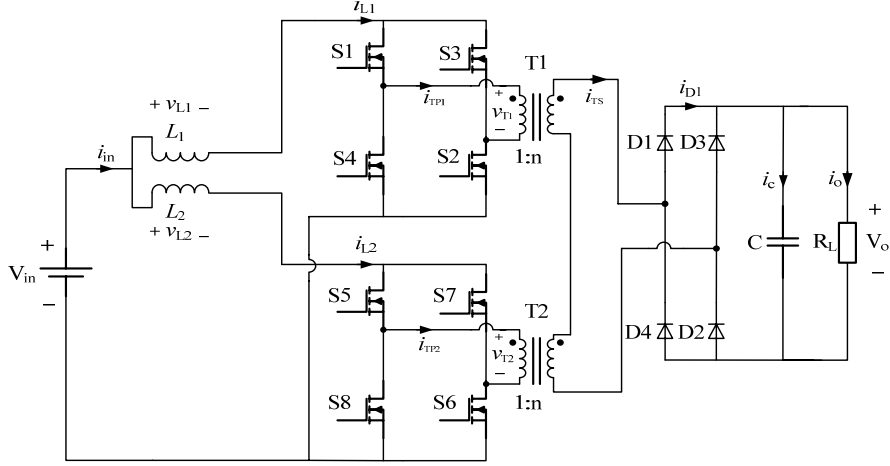 iL1
S1
S3
T1
iTP1
+
vT1
−
iTS
iD1
+ vL1 −
L1
iin
D1
D3
S4
S2
1:n
L2
+ vL2 −
ic
io
+
Vin
−
iL2
C
RL
+
Vo
−
S5
S7
T2
iTP2
+
vT2
−
D4
D2
S8
S6
1:n